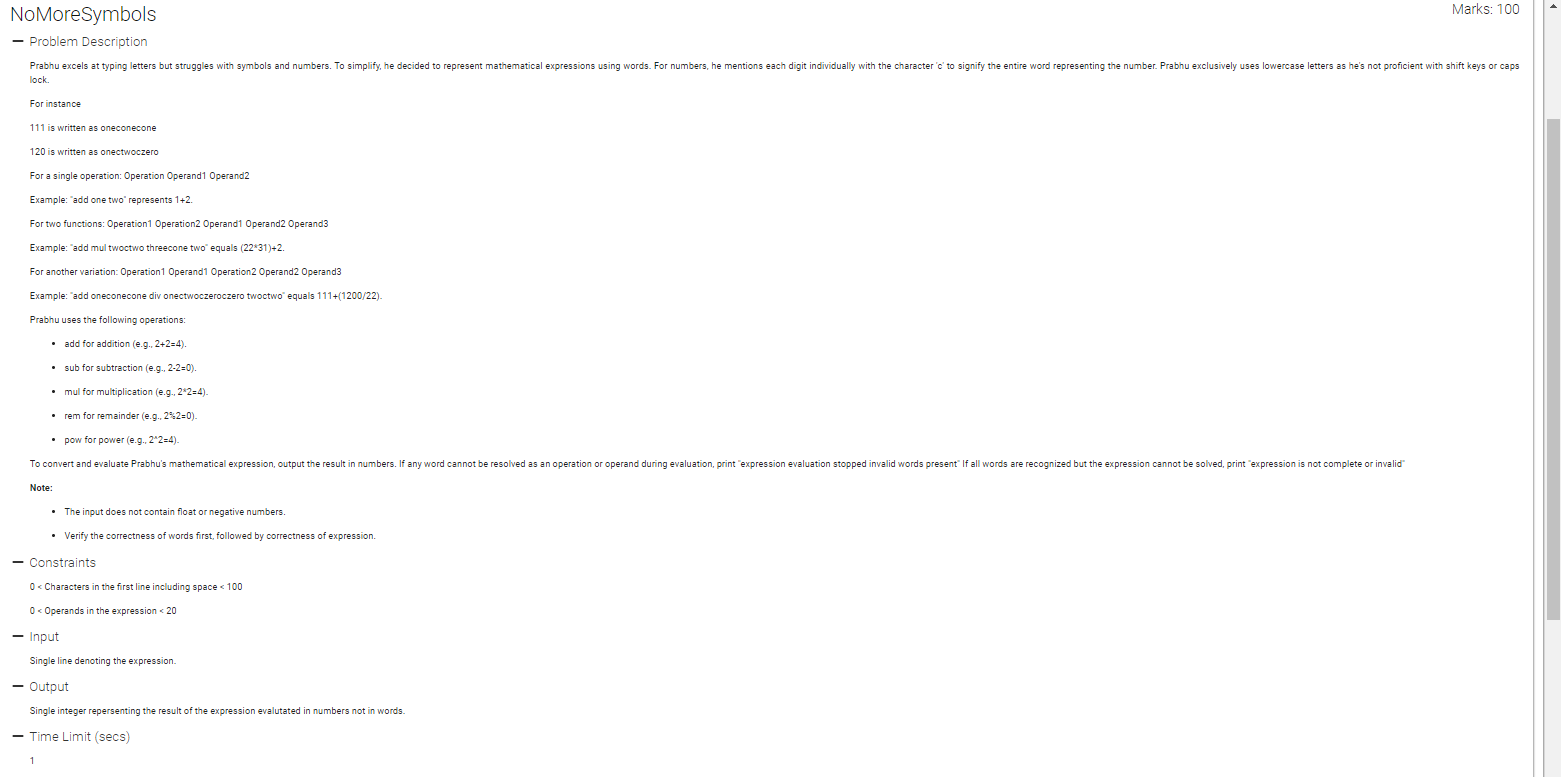 NoMoreSymbols
Marks: 100
Problem Description
Prabhu excels at typing letters but struggles with symbols and numbers. To simplify, he decided to represent mathematical expressions using words. For numbers, he mentions each digit individually with the character 'c' to signify the entire word representing the number. Prabhu exclusively uses lowercase letters as he's not proficient with shift keys or caps
lock.
For instance
111 is written as oneconecone
120 is written as onectwoczero
For a single operation: Operation Operand1 Operand2
Example: "add one two" represents 1+2.
For two functions: Operation1 Operation2 Operand1 Operand2 Operand3
Example: "add mul twoctwo threecone two" equals (22*31)+2.
For another variation: Operation1 Operand1 Operation2 Operand2 Operand3
Example: "add oneconecone div onectwoczeroczero twoctwo" equals 111+(1200/22).
Prabhu uses the following operations:
• add for addition (e.g., 2+2=4).
• sub for subtraction (e.g., 2-2=0).
• mul for multiplication (e.g., 2*2=4).
• rem for remainder (e.g., 2%2=0).
• pow for power (e.g., 2^2=4).
To convert and evaluate Prabhu's mathematical expression, output the result in numbers. If any word cannot be resolved as an operation or operand during evaluation, print "expression evaluation stopped invalid words present" If all words are recognized but the expression cannot be solved, print "expression is not complete or invalid"
Note:
• The input does not contain float or negative numbers.
• Verify the correctness of words first, followed by correctness of expression.
Constraints
0 < Characters in the first line including space < 100
0 < Operands in the expression < 20
Input
Single line denoting the expression.
Output
Single integer repersenting the result of the expression evalutated in numbers not in words.
Time Limit (secs)
1